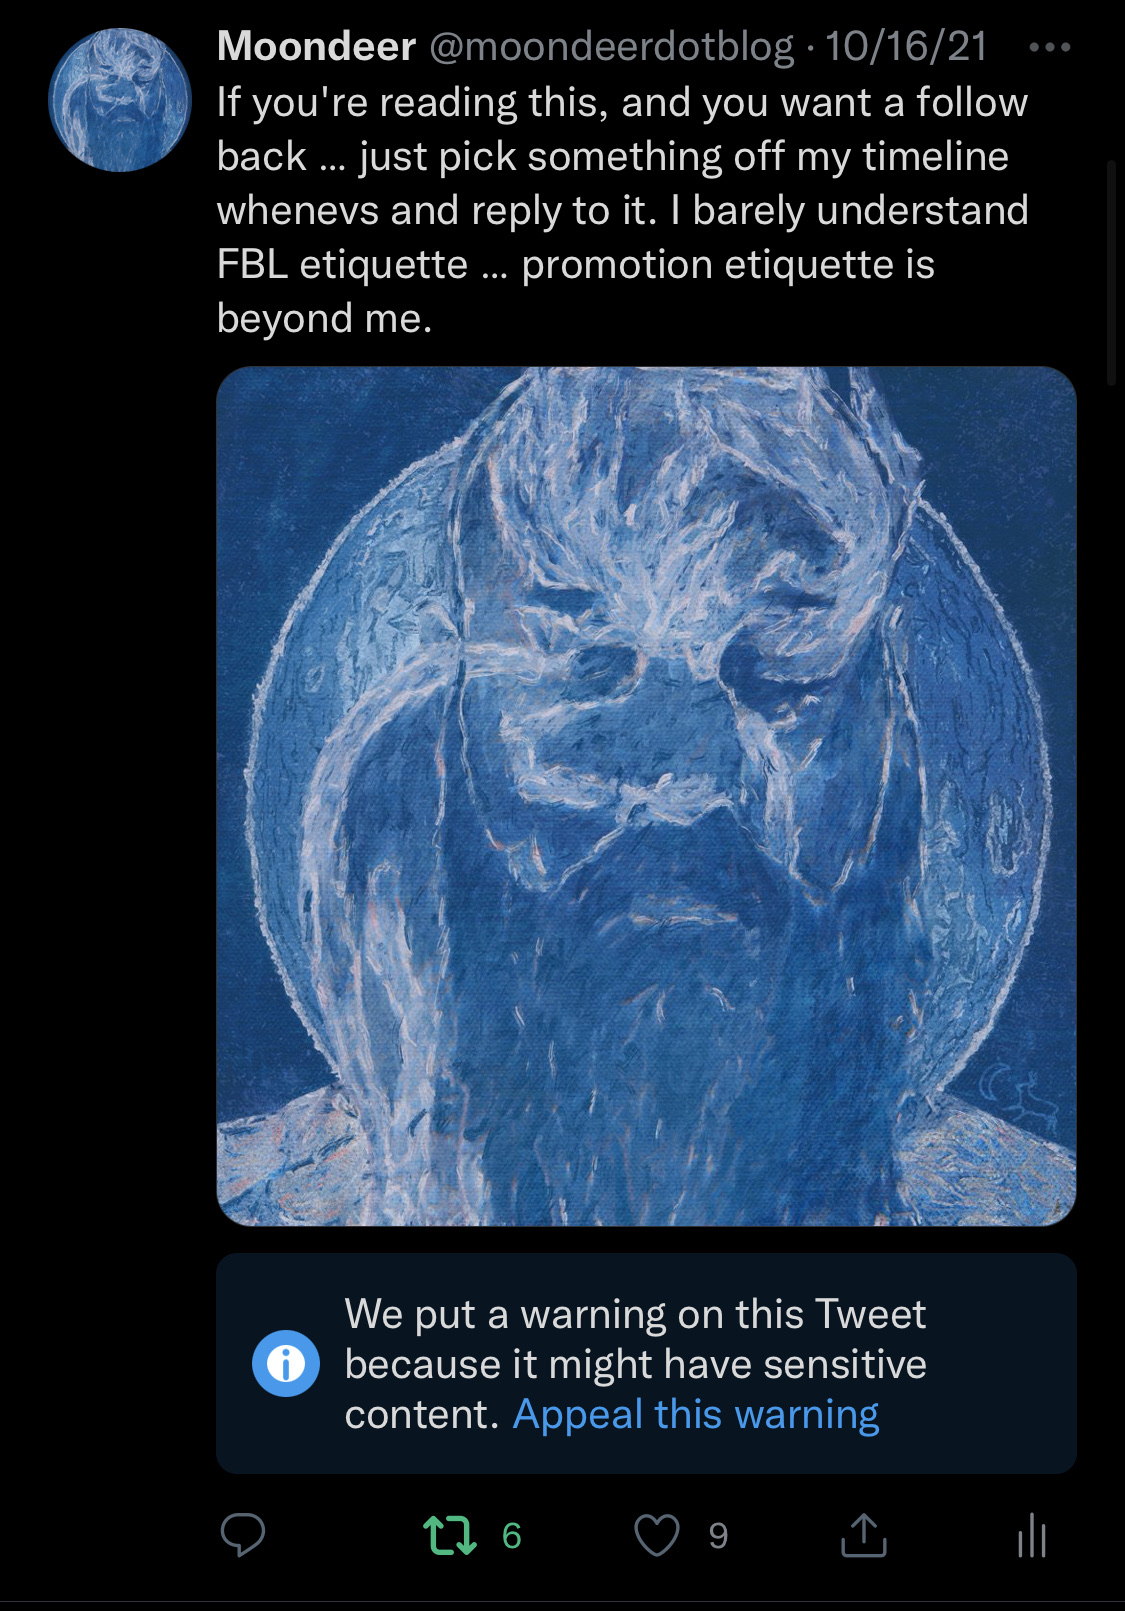 Moondeer @moondeerdotblog · 10/16/21
If you're reading this, and you want a follow
back ... just pick something off my timeline
whenevs and reply to it. I barely understand
FBL etiquette ... promotion etiquette is
beyond me.
We put a warning on this Tweet
because it might have sensitive
content. Appeal this warning
6 9